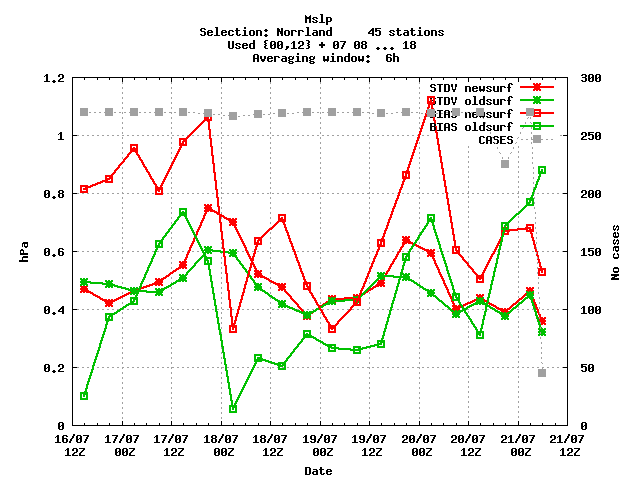 Mslp
Selection: Norrland 45 stations
Used {00,12} + 07 08 ... 18
Averaging window: 6h
STDV newsurf
STDV oldsurf
BIAS newsurf
BIAS oldsurf
CASES
1.2
1
0.8
0.6
0.4
0.2
0
hPa
300
250
200
150
100
50
0
No cases
16/07 17/07 17/07 18/07 18/07 19/07 19/07 20/07 20/07 21/07 21/07
12Z 00Z 12Z 00Z 12Z 00Z 12Z 00Z 12Z 00Z 12Z
Date